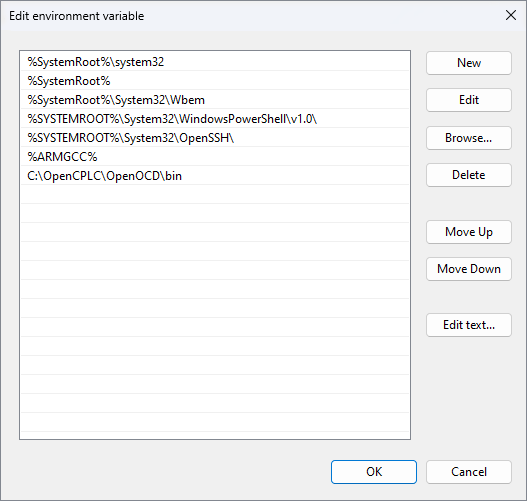 Edit environment variable
%SystemRoot%\system32
%SystemRoot%
%SystemRoot%\System32\Wbem
%SYSTEMROOT%\System32\WindowsPowerShell\v1.0\
%SYSTEMROOT%\System32\OpenSSH\
%ARMGCC%
C:\OpenCPLC\OpenOCD\bin
New
Edit
Browse...
Delete
Move Up
Move Down
Edit text...
OK
Cancel